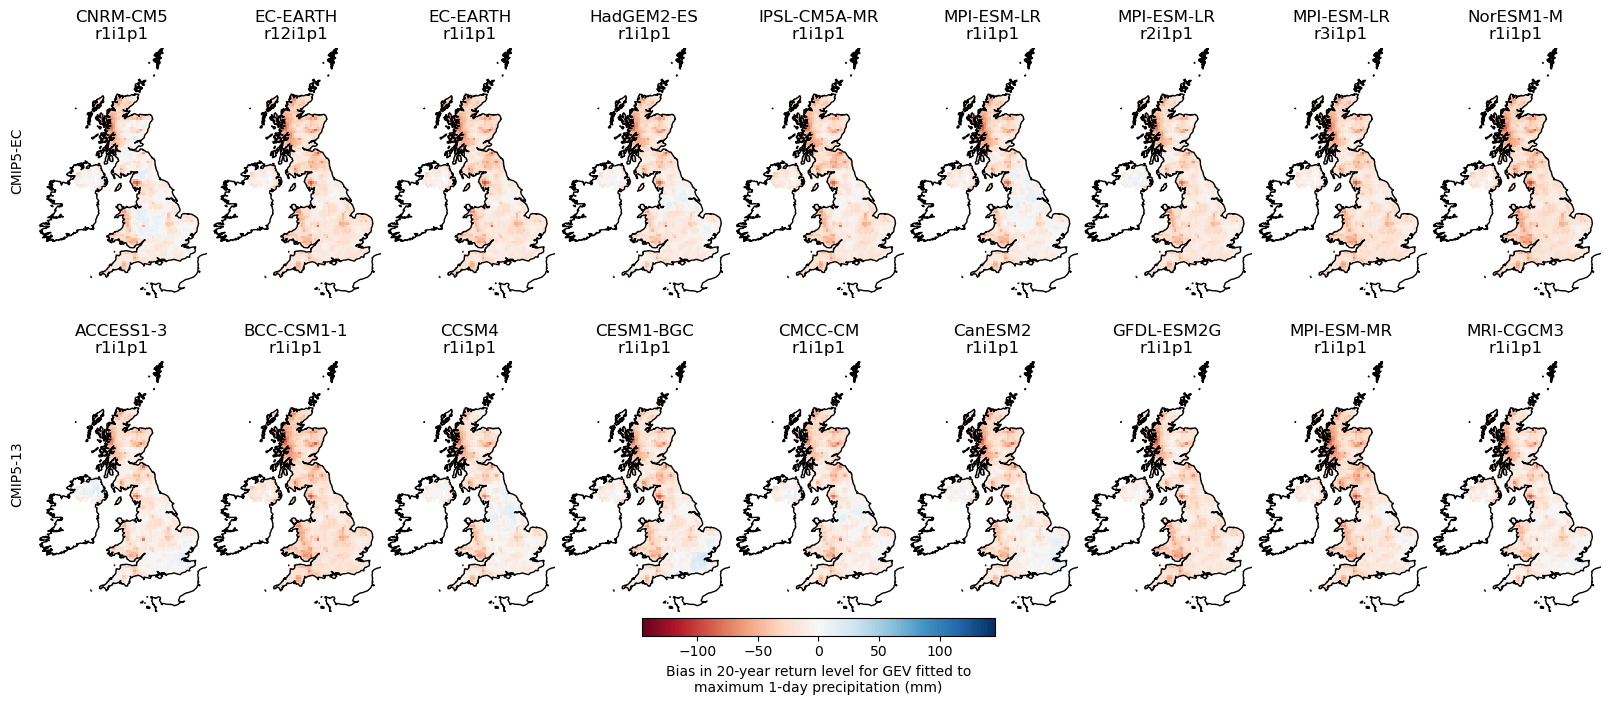 CNRM-CM5
r1i1p1
EC-EARTH
r12i1p1
EC-EARTH
r1i1p1
HadGEM2-ES
r1i1p1
IPSL-CM5A-MR
r1i1p1
MPI-ESM-LR
r1i1p1
MPI-ESM-LR
r2i1p1
MPI-ESM-LR
r3i1p1
NorESM1-M
r1i1p1
CMIP5-EC
ACCESS1-3
r1i1p1
BCC-CSM1-1
r1i1p1
CCSM4
r1i1p1
CESM1-BGC
r1i1p1
CMCC-CM
r1i1p1
CanESM2
r1i1p1
GFDL-ESM2G
r1i1p1
MPI-ESM-MR
r1i1p1
MRI-CGCM3
r1i1p1
CMIP5-13
−100 −50 0 50 100
Bias in 20-year return level for GEV fitted to
maximum 1-day precipitation (mm)